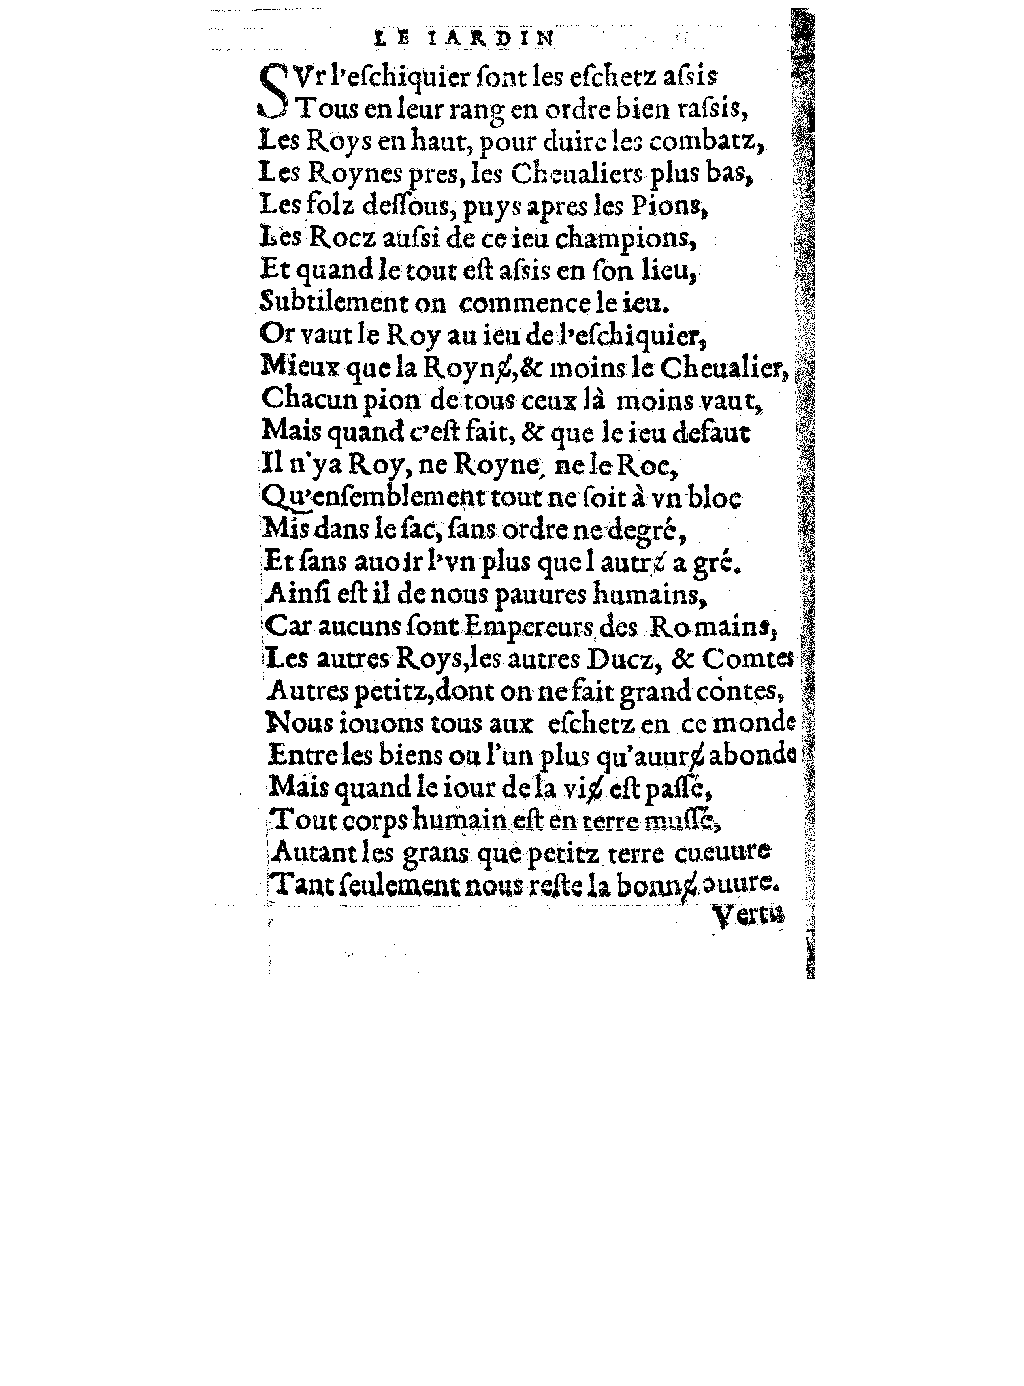 LE IARDIN
SVr l'eſchiquier ſont les eſchetz aſsis
Tous en leur rang en ordre bien raſsis,
Les Roys en haut, pour duire les combatz,
Les Roynes pres, les Cheualiers plus bas,
Les folz deſſous, puys apres les Pions,
Les Rocz auſsi de ce ieu champions,
Et quand le tout eſt aſsis en ſon lieu,
Subtilement on commence le ieu.
Or vaut le Roy au ieu de l'eſchiquier,
Mieux que la Roynɇ, & moins le Cheualier,
Chacun pion de tous ceux là moins vaut,
Mais quand c'eſt fait, & que le ieu defaut
Il n'ya Roy, ne Royne, ne le Roc,
Qu'enſemblement tout ne ſoit à vn bloc
Mis dans le ſac, ſans ordre ne degré,
Et ſans auoir l'vn plus que l autrɇ a gré.
Ainſi eſt il de nous pauures humains,
Car aucuns ſont Empereurs des Romains,
Les autres Roys, les autres Ducz, & Comtes
Autres petitz, dont on ne fait grand contes,
Nous iouons tous aux eſchetz en ce monde
Entre les biens ou l'un plus qu'auurɇ abonde
Mais quand le iour de la viɇ eſt paſſé,
Tout corps humain eſt en terre muſſé,
Autant les grans que petitz terre cueuure
Tant ſeulement nous reſte la bonnɇ ouure.
Vertu